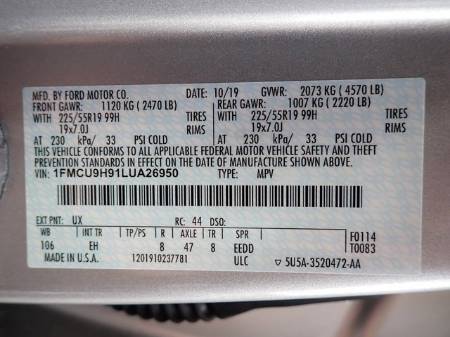 MFD. BY FORD MOTOR CO. 10/19 GVWR: 2073 KG ( 4570 LB)
FRONT GAWR: 1120 KG ( 2470 LB) REAR GAWR: 1007 KG ( 2220 LB)
WITH 225/55R19 99H TIRES WITH 225/55R19 99H TIRES
19x7.0J RIMS 19x7.0J RIMS
AT 230 kPa/ 33 PSI COLD AT 230 kPa/ 33 PSI COLD
THIS VEHICLE CONFORMS TO ALL APPLICABLE FEDERAL MOTOR VEHICLE SAFETY AND THEFT
PREVENTION STANDARDS IN EFFECT ON THE DATE OF MANUFACTURE SHOWN ABOVE.
VIN: 1FMCU9H91LUA26950 TYPE: MPV
EXT PNT: UX RC: 44 DSO:
WB INT TR TP/PS R AXLE TR SPR F0114
106 EH 8 47 8 EEDD T0083
MADE IN U.S.A. 1201910237781 ULC ▽ 5U5A-3520472-AA